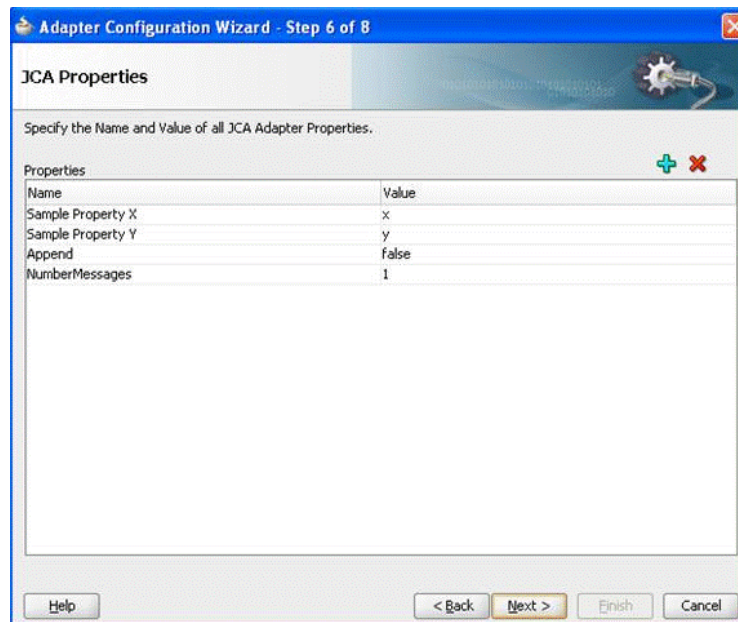 Adapter Configuration Wizard - Step 6 of 8
JCA Properties
Specify the Name and Value of all JCA Adapter Properties.
Properties
Name Value
Sample Property X x
Sample Property Y y
Append false
NumberMessages 1
Help < Back Next > Finish Cancel